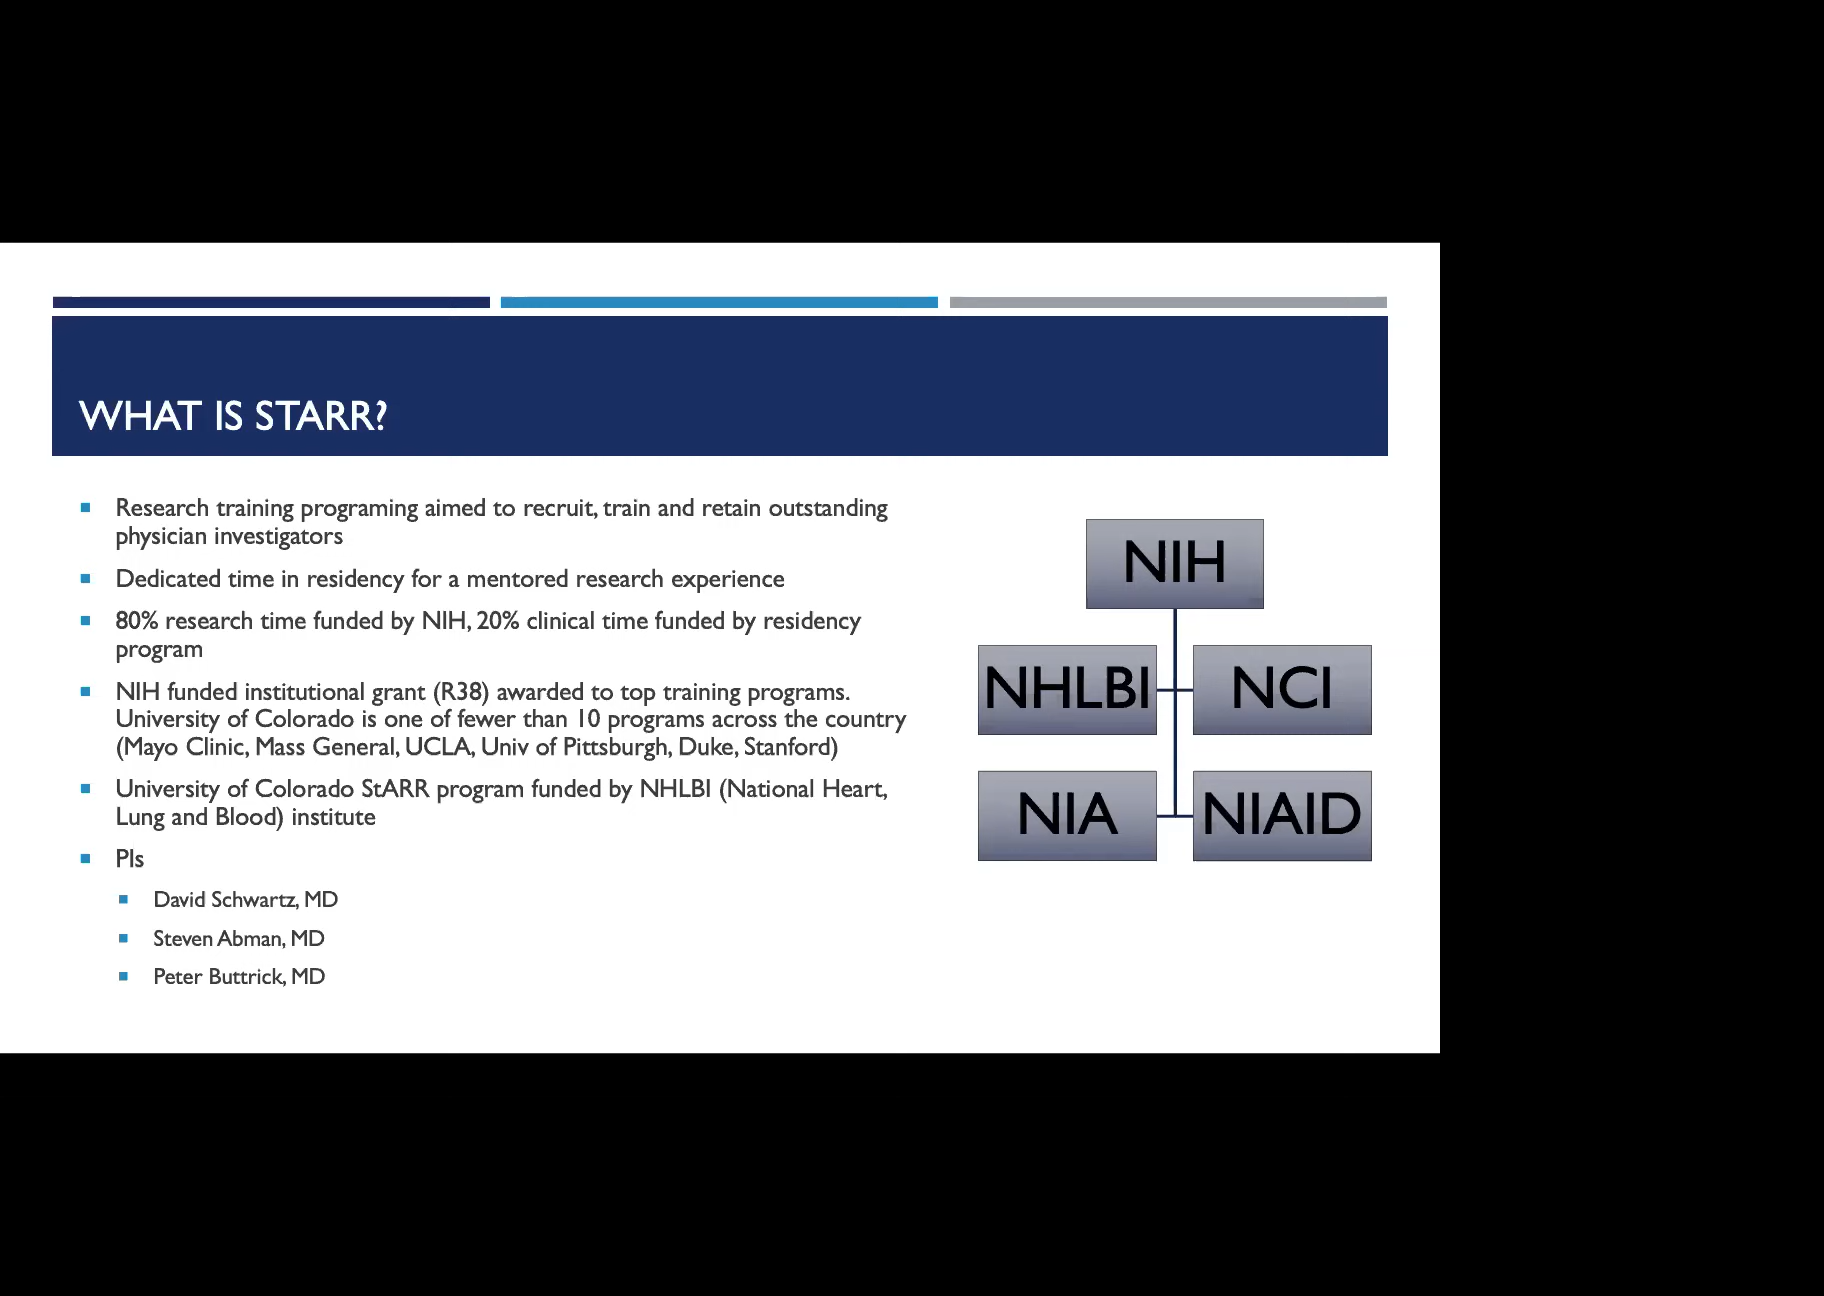 WHAT IS STARR?
Research training programing aimed to recruit, train and retain outstanding
physician investigators
Dedicated time in residency for a mentored research experience
80% research time funded by NIH, 20% clinical time funded by residency
program
NIH funded institutional grant (R38) awarded to top training programs.
University of Colorado is one of fewer than 10 programs across the country
(Mayo Clinic, Mass General, UCLA, Univ of Pittsburgh, Duke, Stanford)
University of Colorado StARR program funded by NHLBI (National Heart,
Lung and Blood) institute
PIs
David Schwartz, MD
Steven Abman, MD
Peter Buttrick, MD
NIH
NHLBI
NCI
NIA
NIAID